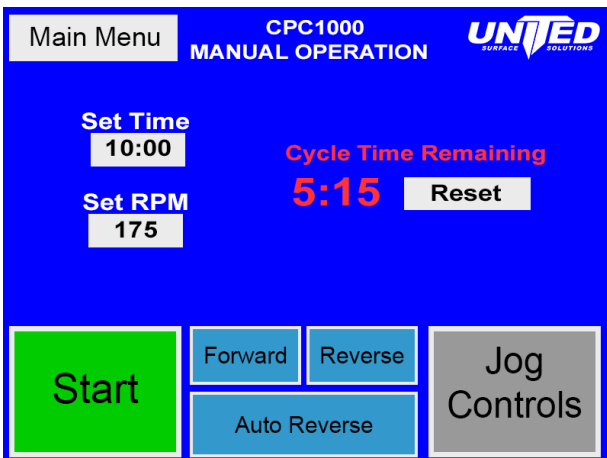 Main Menu
CPC1000
MANUAL OPERATION
UNITED
SURFACE SOLUTIONS
Set Time
10:00
Cycle Time Remaining
5:15
Reset
Set RPM
175
Start
Forward
Reverse
Auto Reverse
Jog
Controls